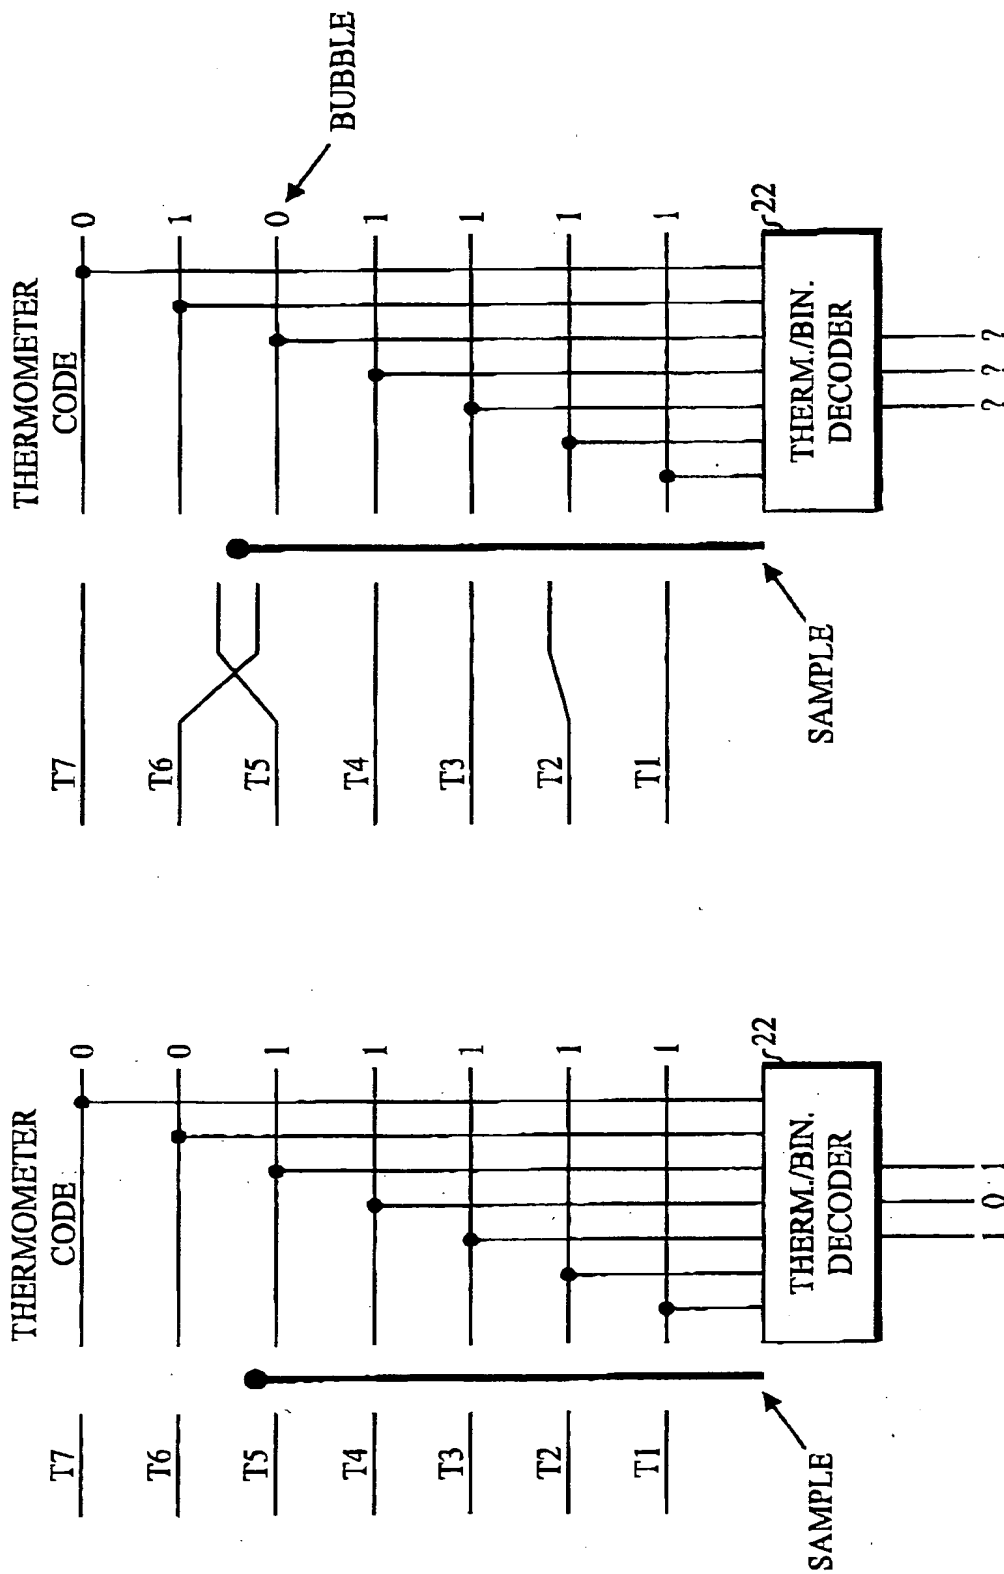 THERMOMETER
CODE
T7
T6
T5
T4
T3
T2
T1
0
0
1
1
1
1
1
22
THERM./BIN.
DECODER
1 0 1
SAMPLE
THERMOMETER
CODE
T7
T6
T5
T4
T3
T2
T1
0
1
0
1
1
1
1
BUBBLE
22
THERM./BIN.
DECODER
? ? ?
SAMPLE